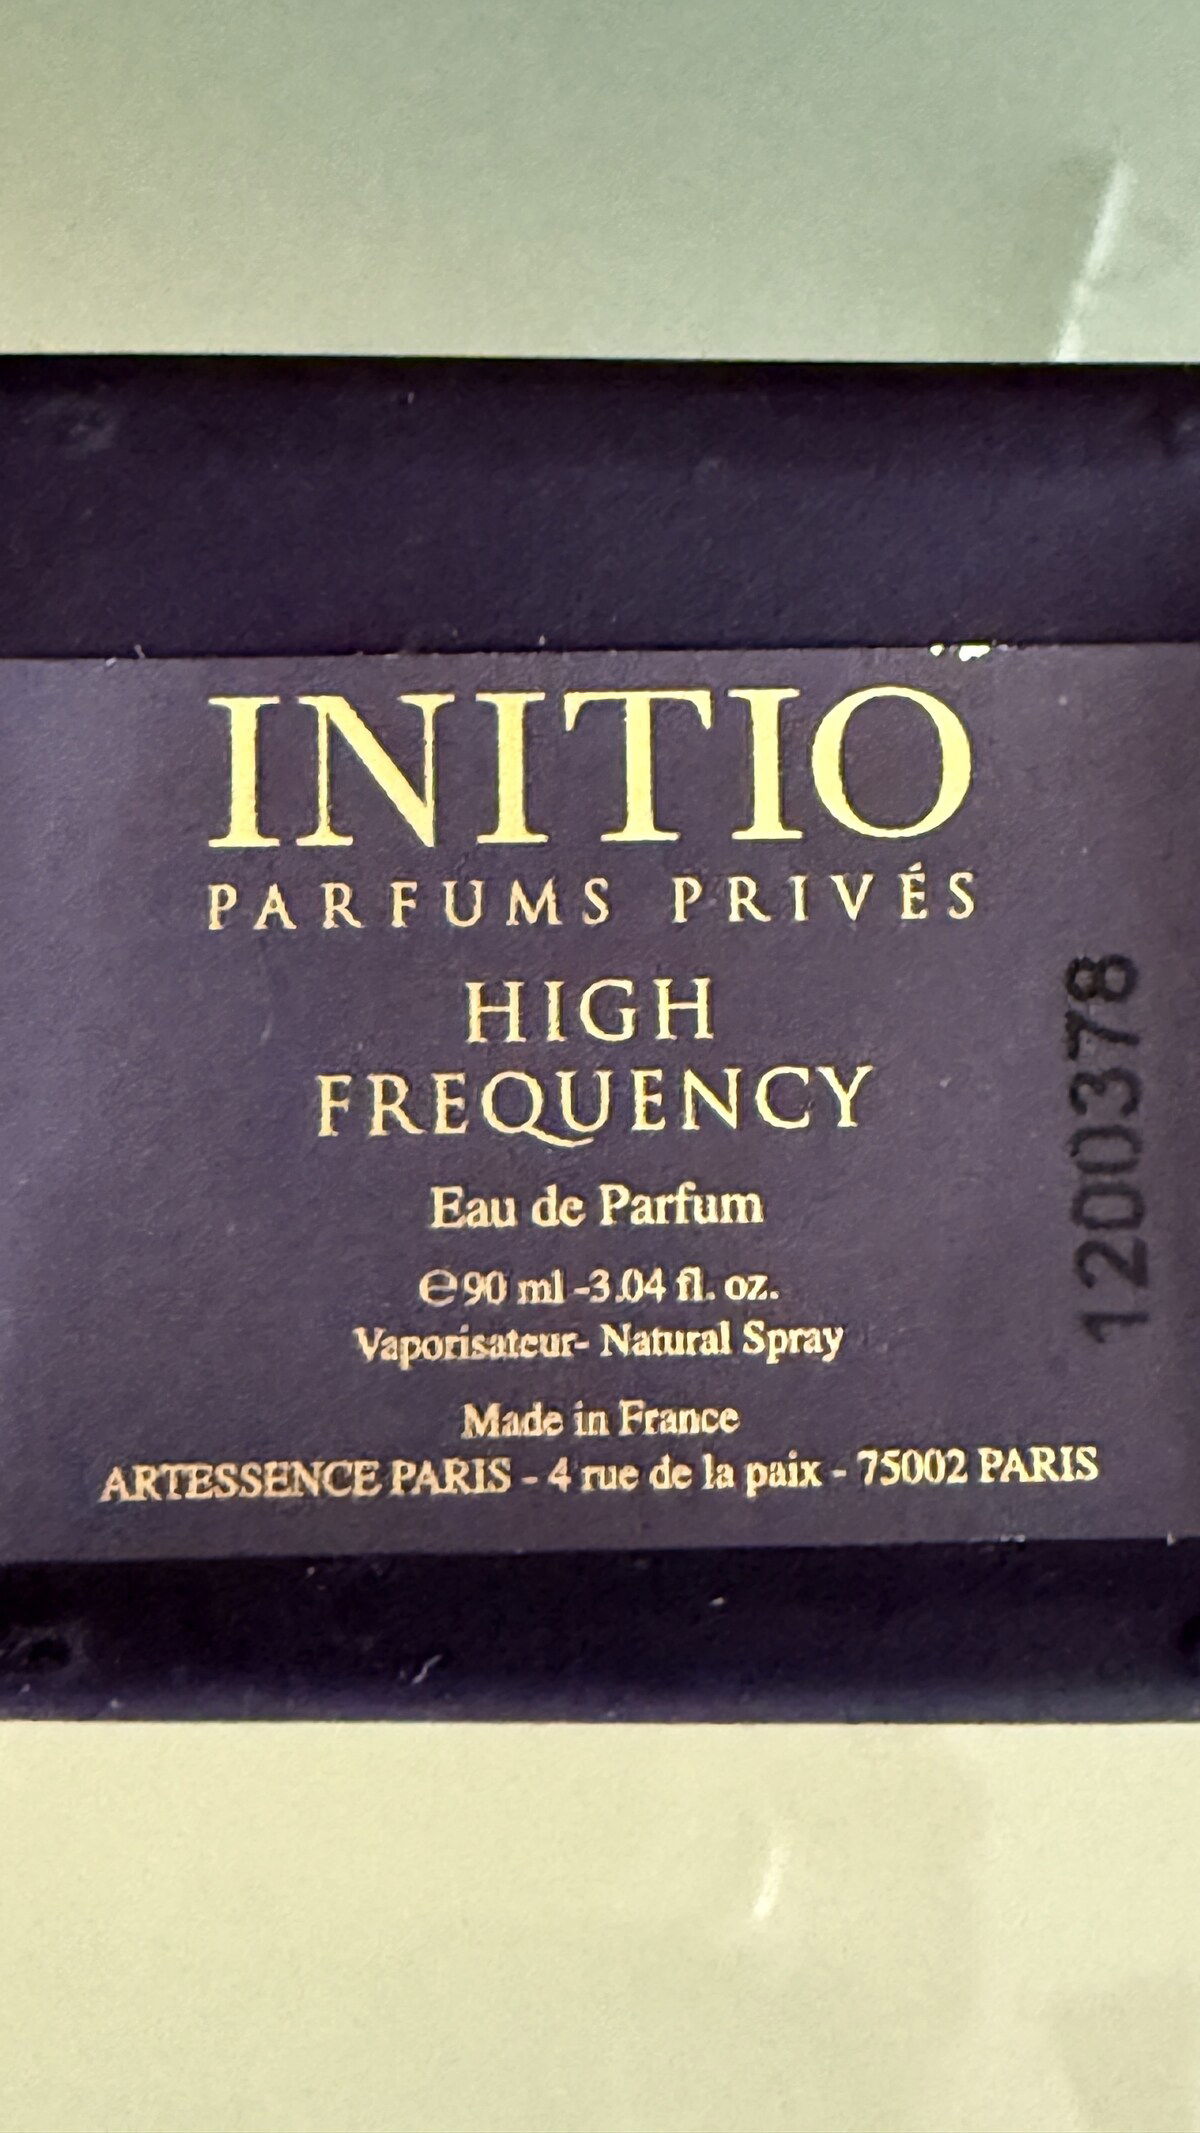 INITIO
PARFUMS PRIVÉS
HIGH
FREQUENCY
Eau de Parfum
℮90 ml -3.04 fl. oz.
Vaporisateur- Natural Spray
Made in France
ARTESSENCE PARIS - 4 rue de la paix - 75002 PARIS
1200378